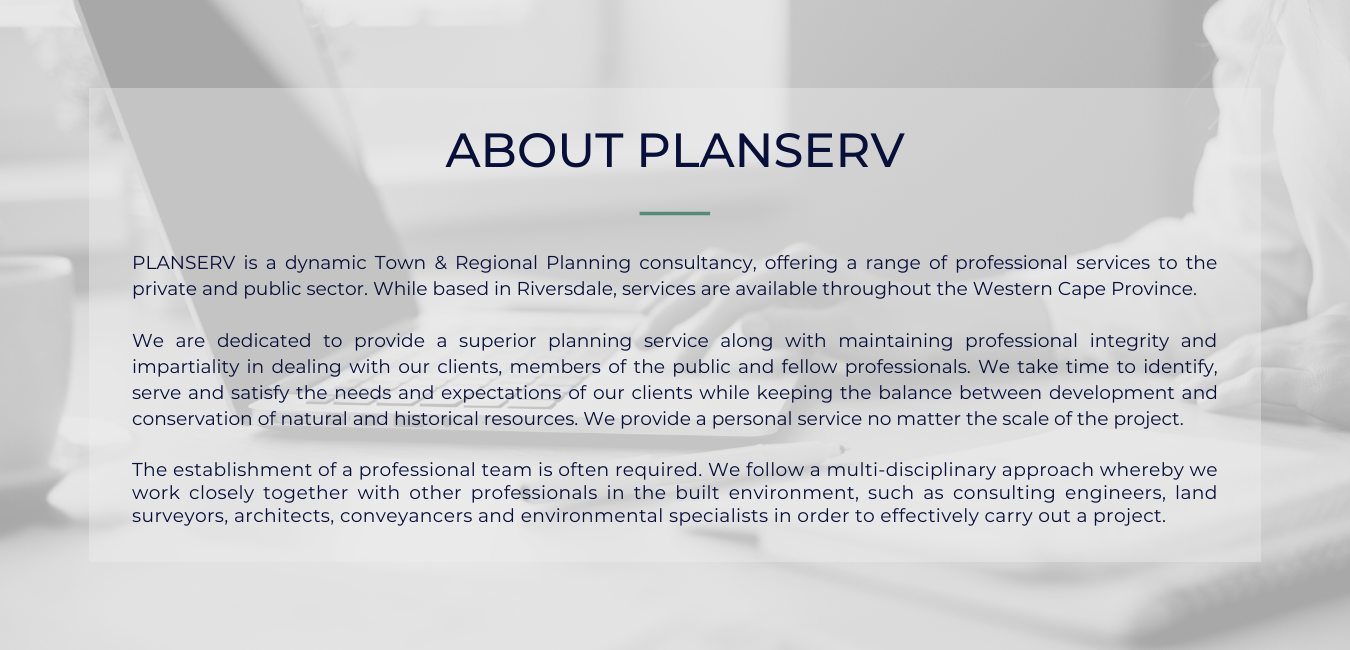 ABOUT PLANSERV
PLANSERV is a dynamic Town & Regional Planning consultancy, offering a range of professional services to the
private and public sector. While based in Riversdale, services are available throughout the Western Cape Province.
We are dedicated to provide a superior planning service along with maintaining professional integrity and
impartiality in dealing with our clients, members of the public and fellow professionals. We take time to identify,
serve and satisfy the needs and expectations of our clients while keeping the balance between development and
conservation of natural and historical resources. We provide a personal service no matter the scale of the project.
The establishment of a professional team is often required. We follow a multi-disciplinary approach whereby we
work closely together with other professionals in the built environment, such as consulting engineers, land
surveyors, architects, conveyancers and environmental specialists in order to effectively carry out a project.